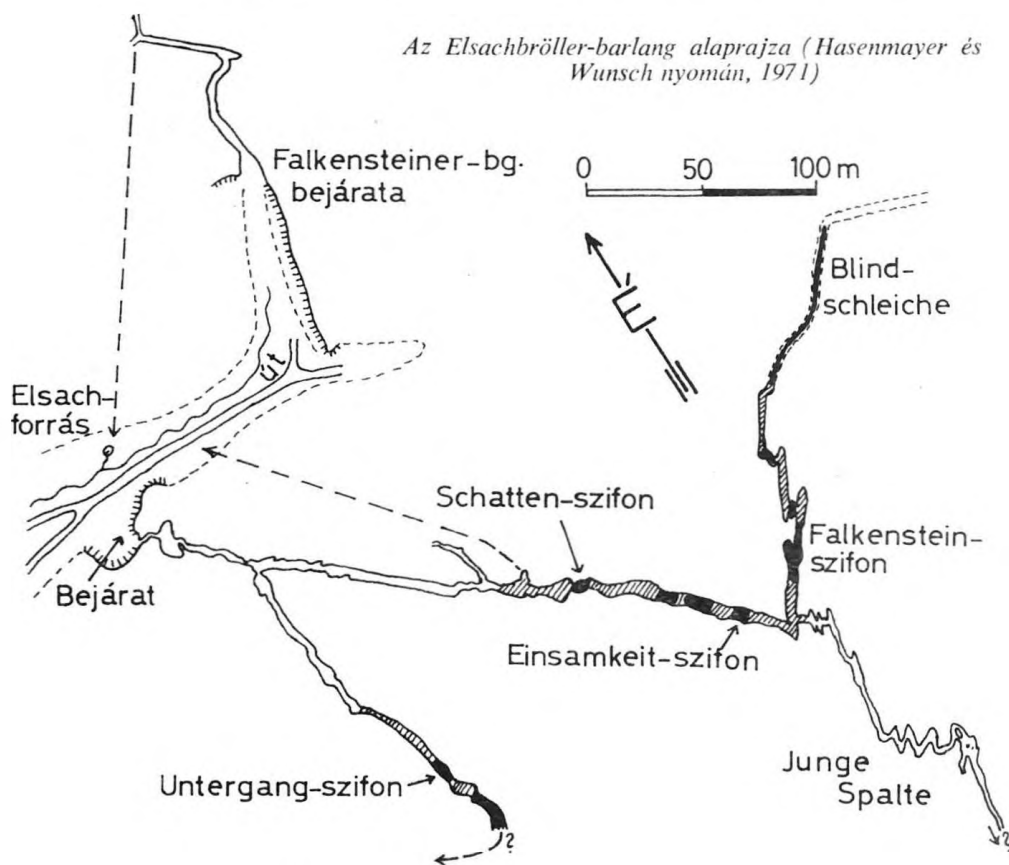 Az Elsachbröller-barlang alaprajza (Hasenmayer és
Wunsch nyomán, 1971)
Falkensteiner-bg.
bejárata
0 50 100 m
Blind-
schleiche
É
út
Elsach-
forrás
Schatten-szifon
Falkenstein-
szifon
Bejárat
Einsamkeit-szifon
Untergang-szifon
Junge
Spalte
?
?